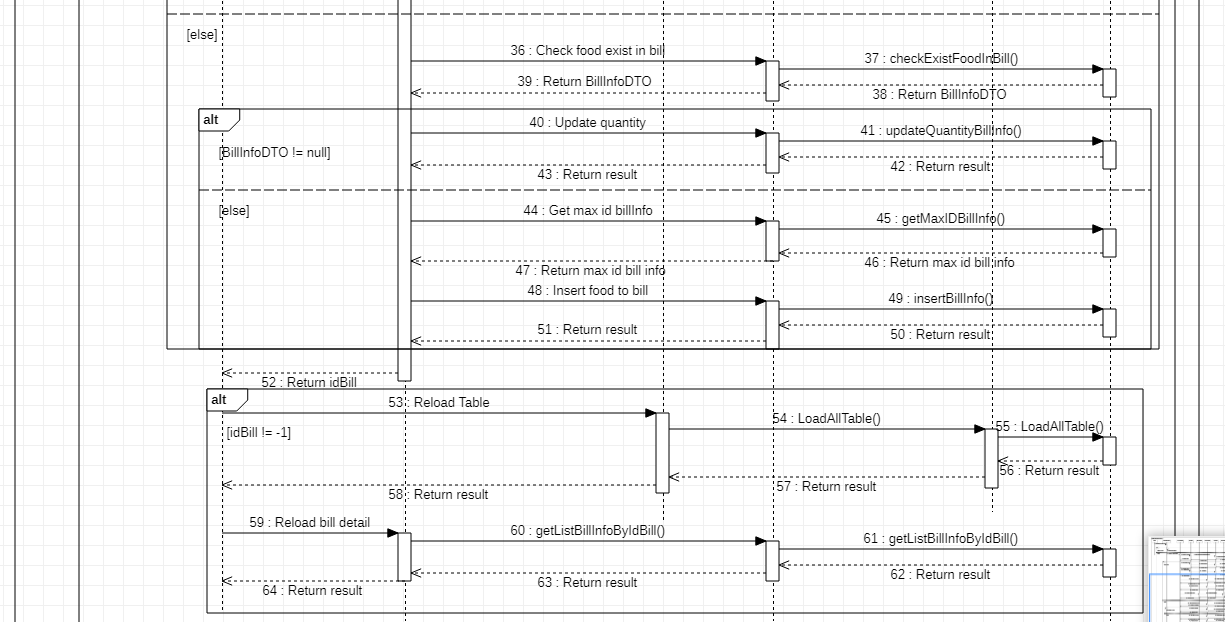 [else]
36 : Check food exist in bill
37 : checkExistFoodInBill()
39 : Return BillInfoDTO
38 : Return BillInfoDTO
alt
40 : Update quantity
41 : updateQuantityBillInfo()
[BillInfoDTO != null]
43 : Return result
42 : Return result
[else]
44 : Get max id billInfo
45 : getMaxIDBillInfo()
47 : Return max id bill info
46 : Return max id bill info
48 : Insert food to bill
49 : insertBillInfo()
51 : Return result
50 : Return result
52 : Return idBill
alt
53 : Reload Table
54 : LoadAllTable()
55 : LoadAllTable()
[idBill != -1]
56 : Return result
58 : Return result
57 : Return result
59 : Reload bill detail
60 : getListBillInfoByIdBill()
61 : getListBillInfoByIdBill()
64 : Return result
63 : Return result
62 : Return result